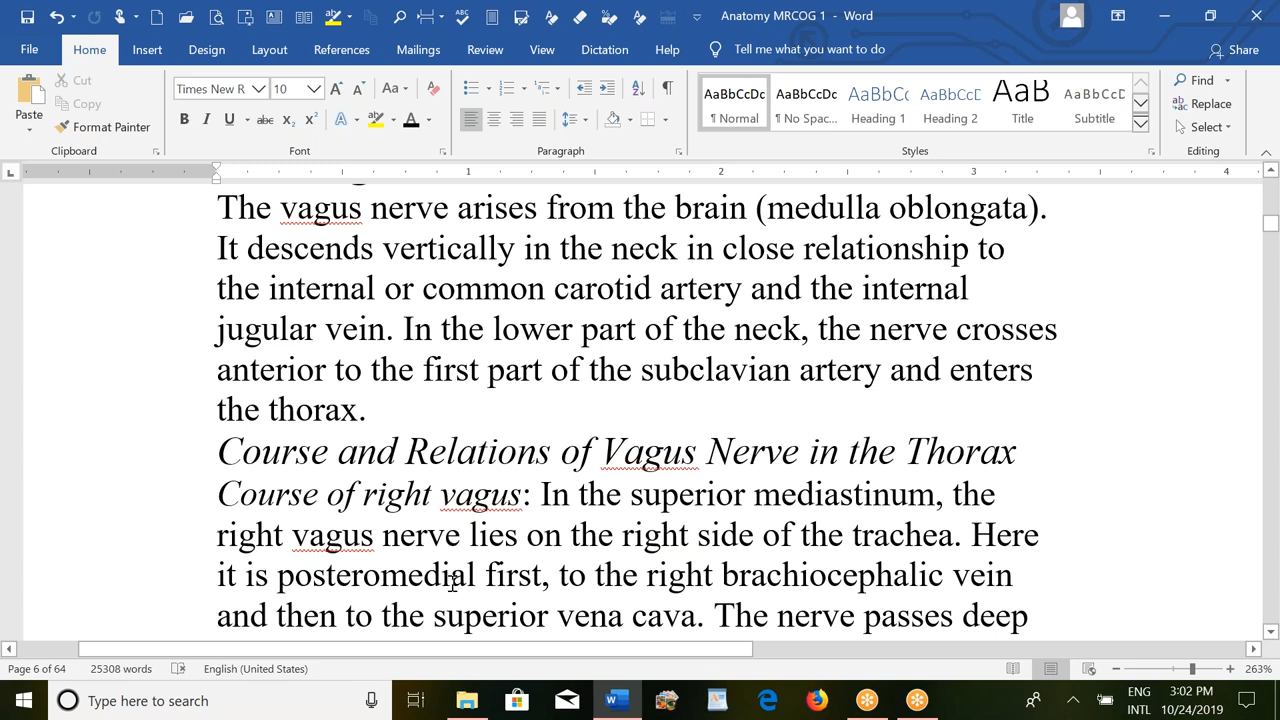 Anatomy MRCOG 1 - Word
File Home Insert Design Layout References Mailings Review View Dictation Help Tell me what you want to do Share
Cut
Copy
Paste Format Painter
Times New R 10
Aa
B I U abc X2 X2 A A
AaBbCcDc AaBbCcDc AaBbCc AaBbCcD AaB AaBbCcD
¶ Normal ¶ No Spac... Heading 1 Heading 2 Title Subtitle
Find
Replace
Select
Clipboard Font Paragraph Styles Editing
1 2 3 4
The vagus nerve arises from the brain (medulla oblongata).
It descends vertically in the neck in close relationship to
the internal or common carotid artery and the internal
jugular vein. In the lower part of the neck, the nerve crosses
anterior to the first part of the subclavian artery and enters
the thorax.
Course and Relations of Vagus Nerve in the Thorax
Course of right vagus: In the superior mediastinum, the
right vagus nerve lies on the right side of the trachea. Here
it is posteromedial first, to the right brachiocephalic vein
and then to the superior vena cava. The nerve passes deep
Page 6 of 64 25308 words English (United States) 263%
Type here to search
ENG 3:02 PM
INTL 10/24/2019